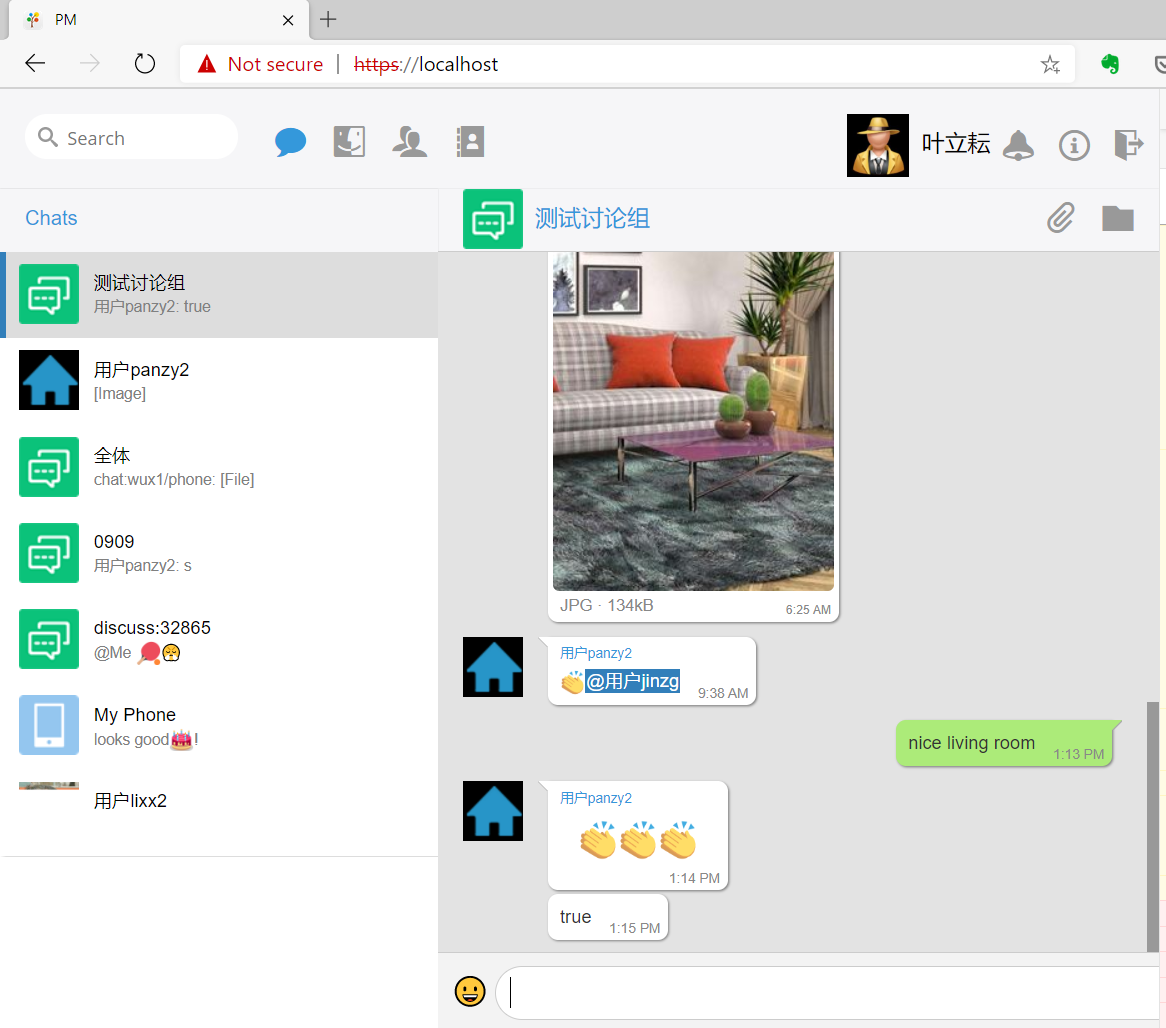 PM
Not secure | https://localhost
Search
叶立耘
Chats
测试讨论组
用户panzy2: true
用户panzy2
[Image]
全体
chat:wux1/phone: [File]
0909
用户panzy2: s
discuss:32865
@Me
My Phone
looks good🎂!
用户lixx2
测试讨论组
JPG · 134kB
6:25 AM
用户panzy2
👏@用户jinzg
9:38 AM
nice living room
1:13 PM
用户panzy2
👏👏👏
1:14 PM
true
1:15 PM